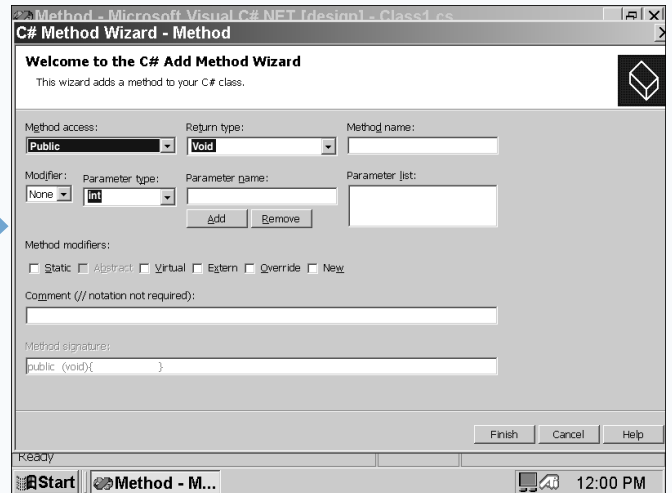 Method - Microsoft Visual C# .NET [design] - Class1.cs
C# Method Wizard - Method
Welcome to the C# Add Method Wizard
This wizard adds a method to your C# class.
Method access: Return type: Method name:
Public Void
Modifier: Parameter type: Parameter name: Parameter list:
None int
Add Remove
Method modifiers:
Static Abstract Virtual Extern Override New
Comment (// notation not required):
Method signature:
public (void){ }
Finish Cancel Help
Ready
Start Method - M... 12:00 PM